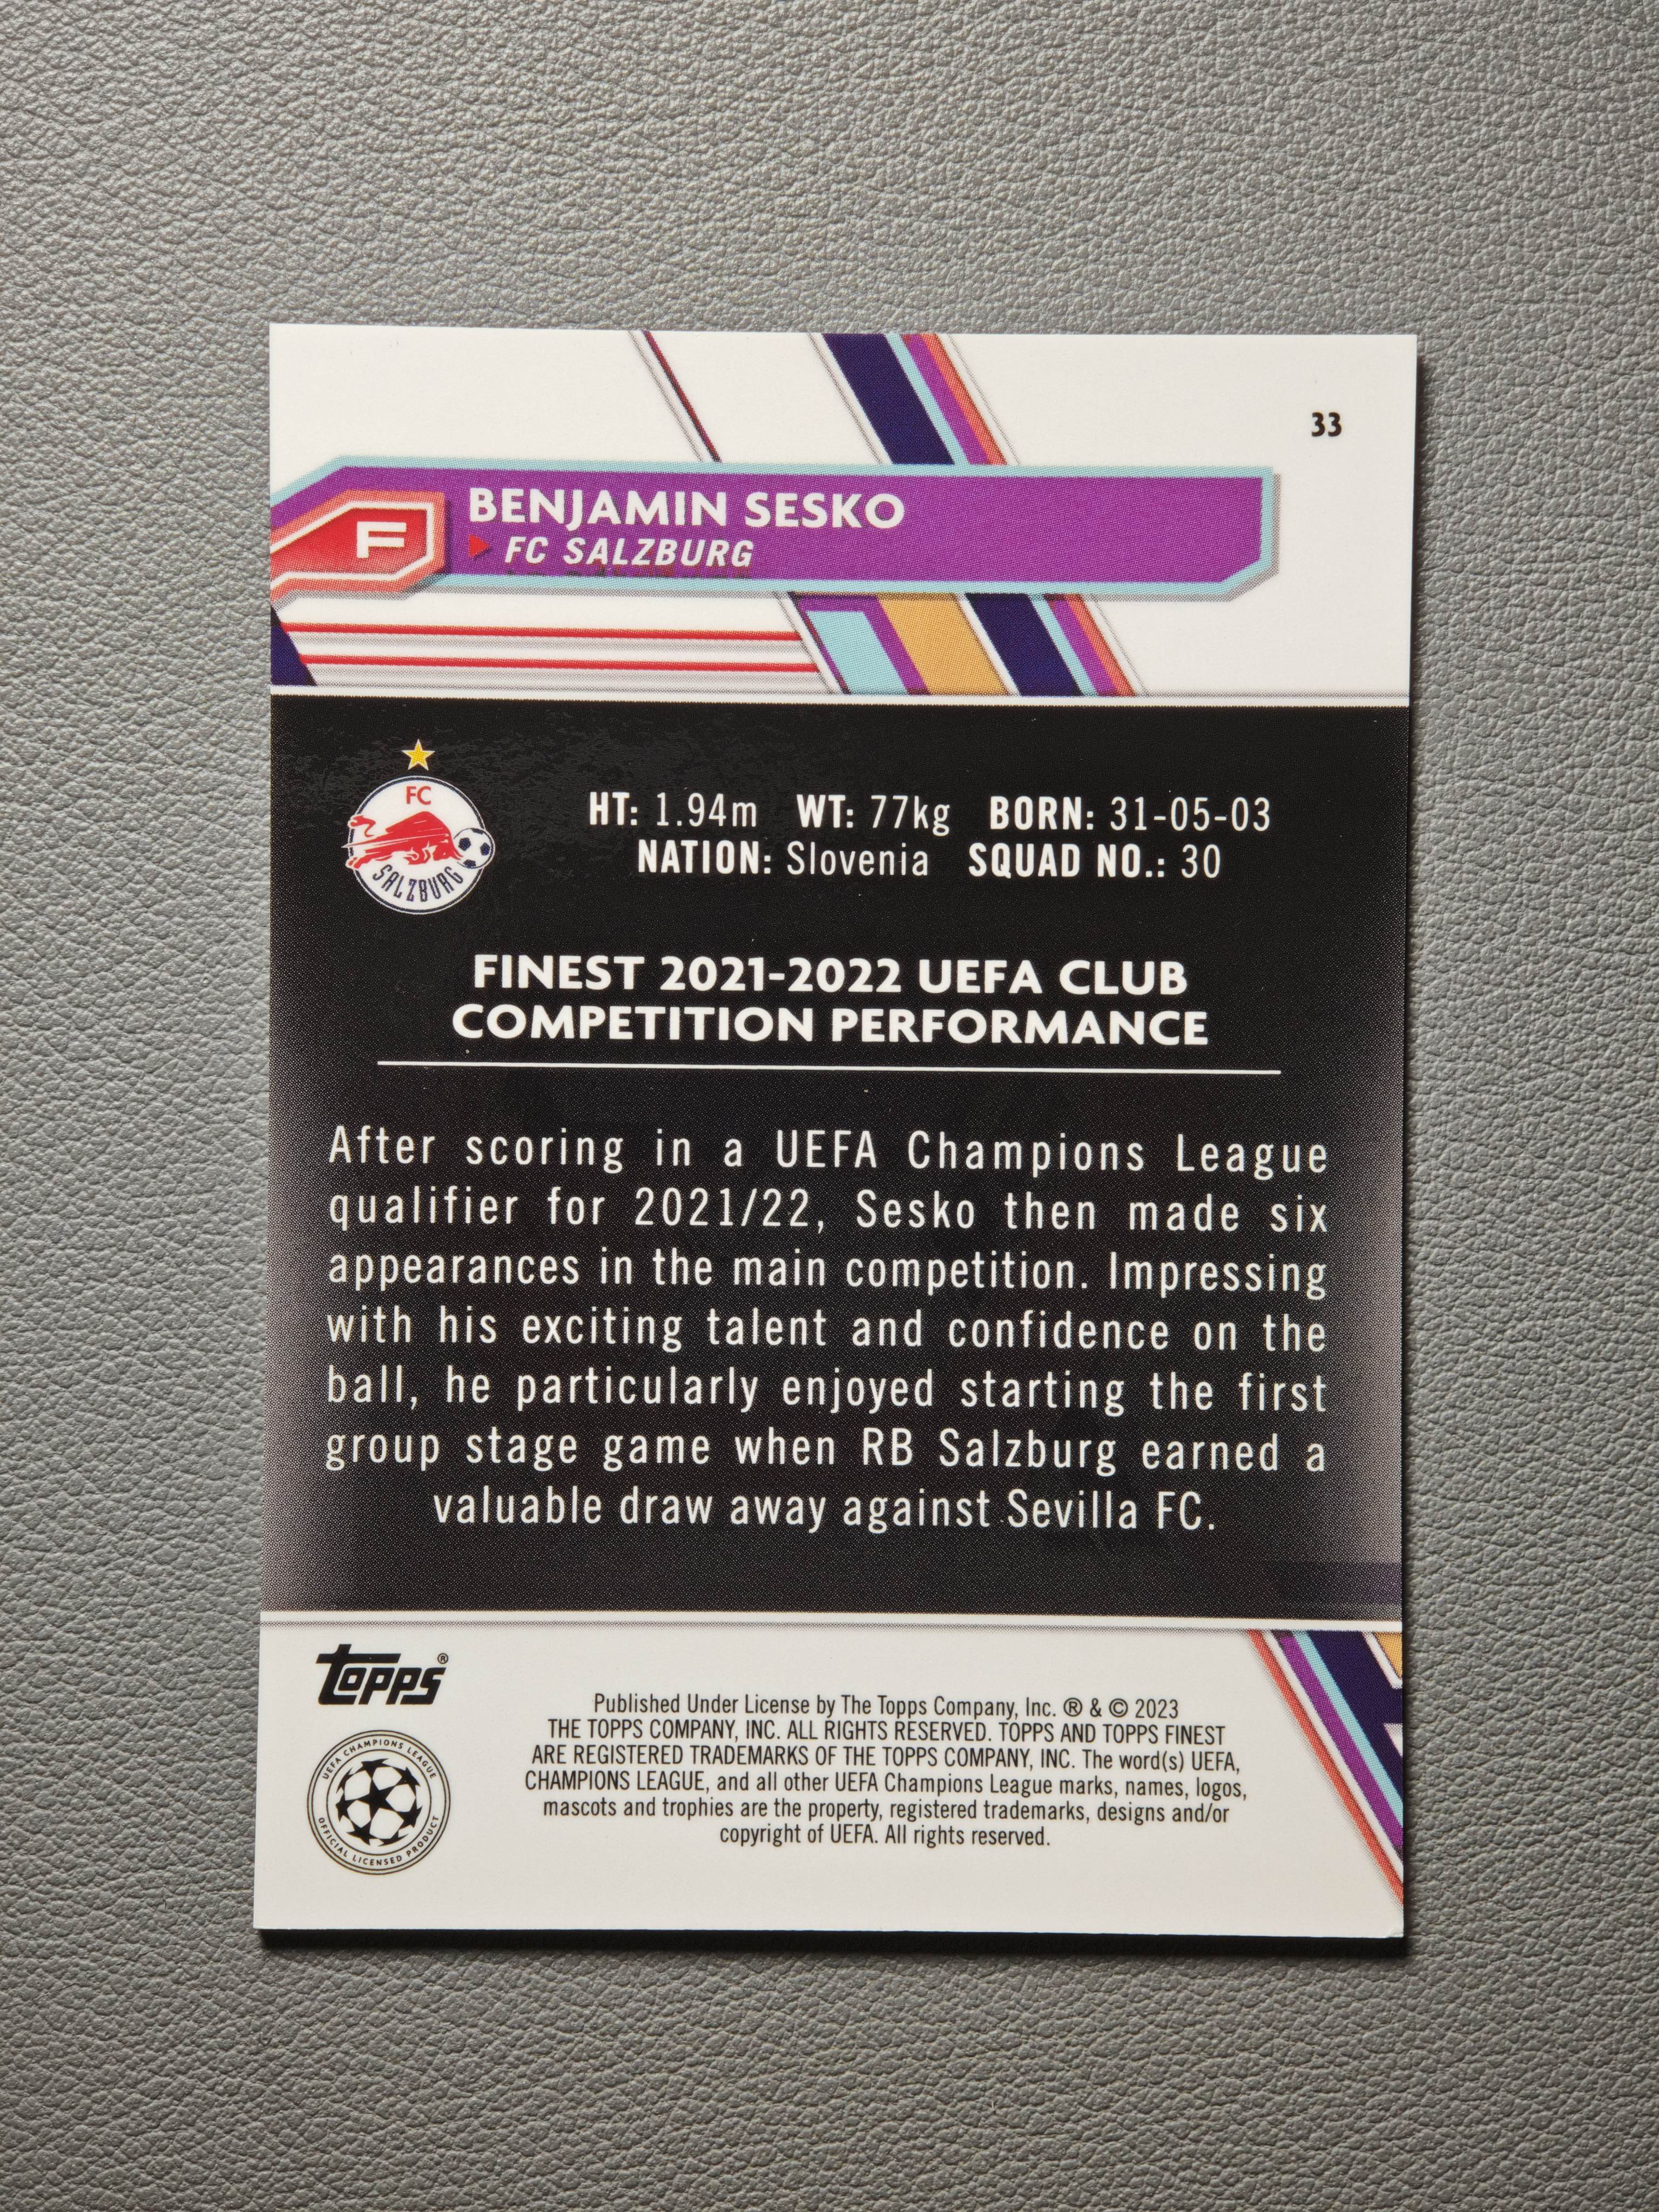 33
F
BENJAMIN SESKO
FC SALZBURG
FC
SALZBURG
HT: 1.94m WT: 77kg BORN: 31-05-03
NATION: Slovenia SQUAD NO.: 30
FINEST 2021-2022 UEFA CLUB
COMPETITION PERFORMANCE
After scoring in a UEFA Champions League
qualifier for 2021/22, Sesko then made six
appearances in the main competition. Impressing
with his exciting talent and confidence on the
ball, he particularly enjoyed starting the first
group stage game when RB Salzburg earned a
valuable draw away against Sevilla FC.
topps®
UEFA CHAMPIONS LEAGUE
OFFICIAL LICENSED PRODUCT
Published Under License by The Topps Company, Inc. ® & © 2023
THE TOPPS COMPANY, INC. ALL RIGHTS RESERVED. TOPPS AND TOPPS FINEST
ARE REGISTERED TRADEMARKS OF THE TOPPS COMPANY, INC. The word(s) UEFA,
CHAMPIONS LEAGUE, and all other UEFA Champions League marks, names, logos,
mascots and trophies are the property, registered trademarks, designs and/or
copyright of UEFA. All rights reserved.